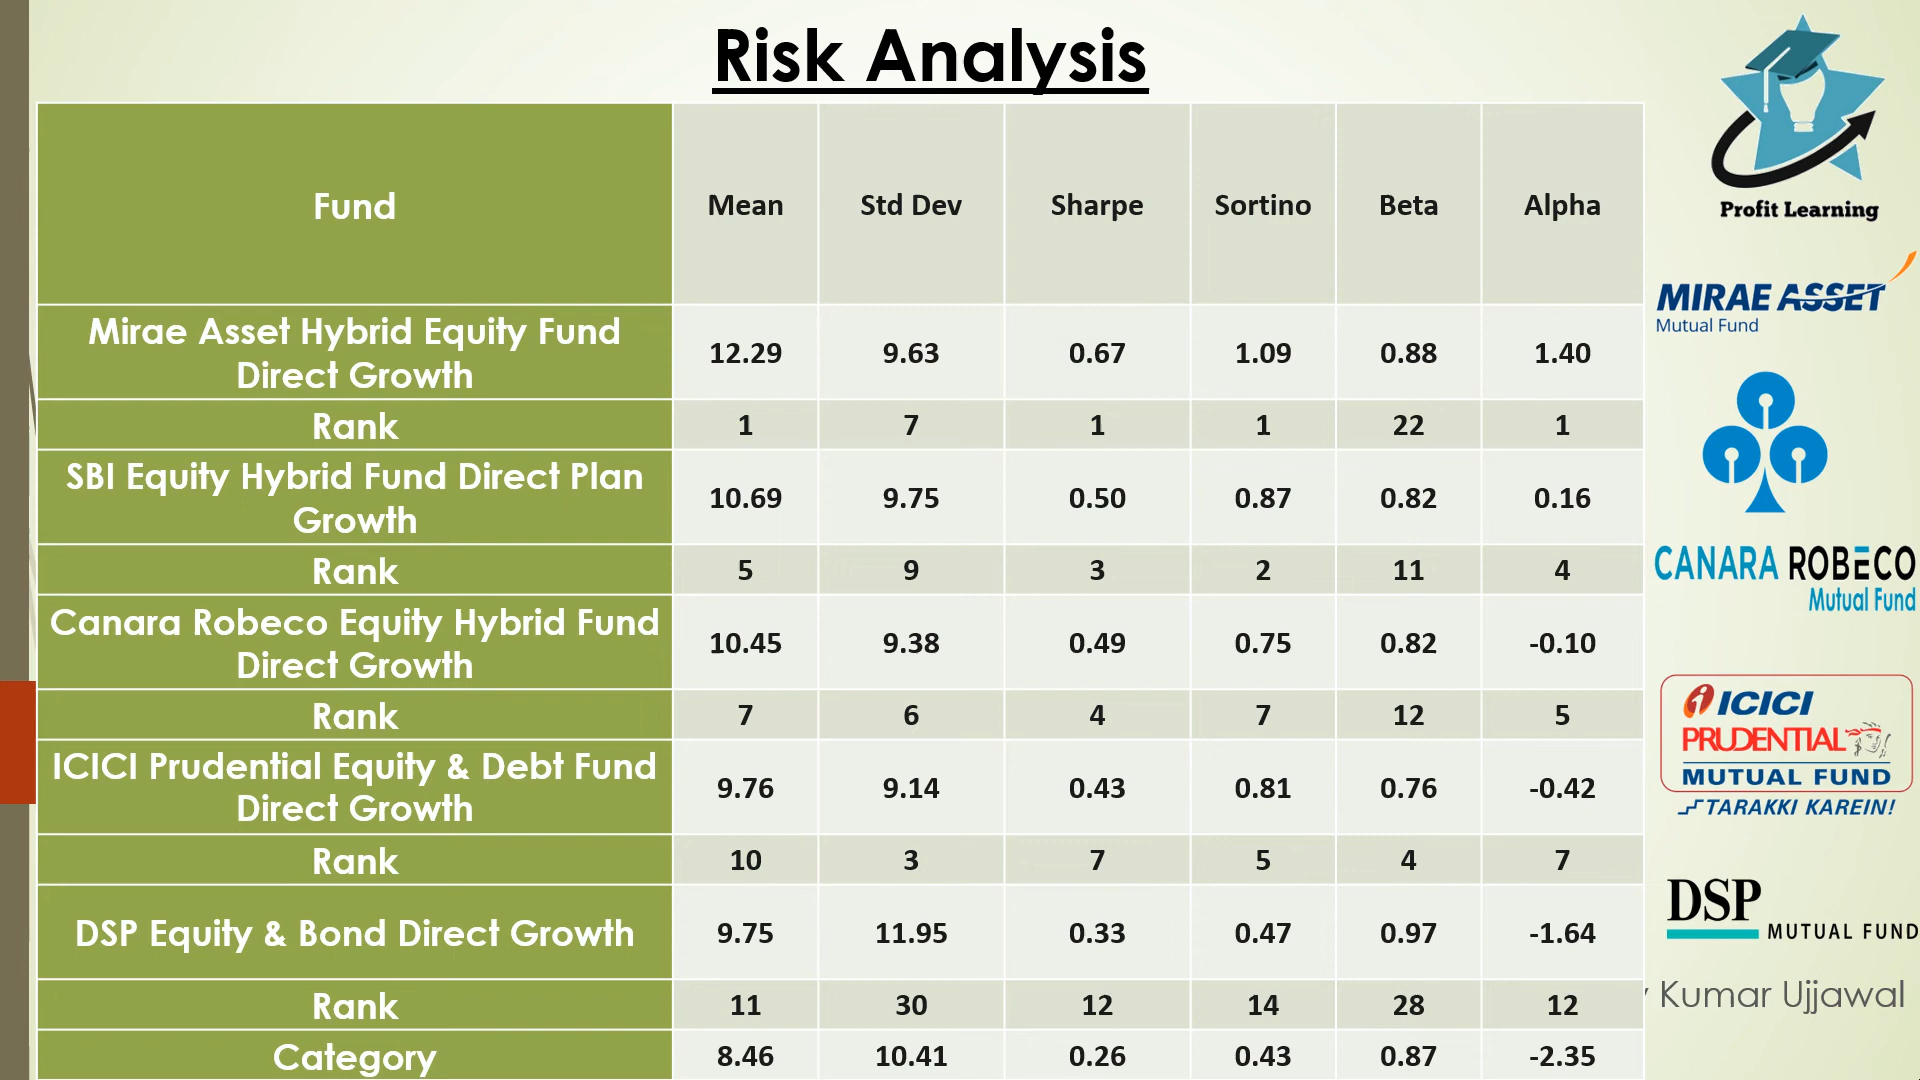 Risk Analysis
Fund Mean Std Dev Sharpe Sortino Beta Alpha
Mirae Asset Hybrid Equity Fund
Direct Growth 12.29 9.63 0.67 1.09 0.88 1.40
Rank 1 7 1 1 22 1
SBI Equity Hybrid Fund Direct Plan
Growth 10.69 9.75 0.50 0.87 0.82 0.16
Rank 5 9 3 2 11 4
Canara Robeco Equity Hybrid Fund
Direct Growth 10.45 9.38 0.49 0.75 0.82 -0.10
Rank 7 6 4 7 12 5
ICICI Prudential Equity & Debt Fund
Direct Growth 9.76 9.14 0.43 0.81 0.76 -0.42
Rank 10 3 7 5 4 7
DSP Equity & Bond Direct Growth 9.75 11.95 0.33 0.47 0.97 -1.64
Rank 11 30 12 14 28 12
Category 8.46 10.41 0.26 0.43 0.87 -2.35
Profit Learning
MIRAE ASSET
Mutual Fund
CANARA ROBECO
Mutual Fund
ICICI
PRUDENTIAL
MUTUAL FUND
TARAKKI KAREIN!
DSP
MUTUAL FUND
Kumar Ujjawal